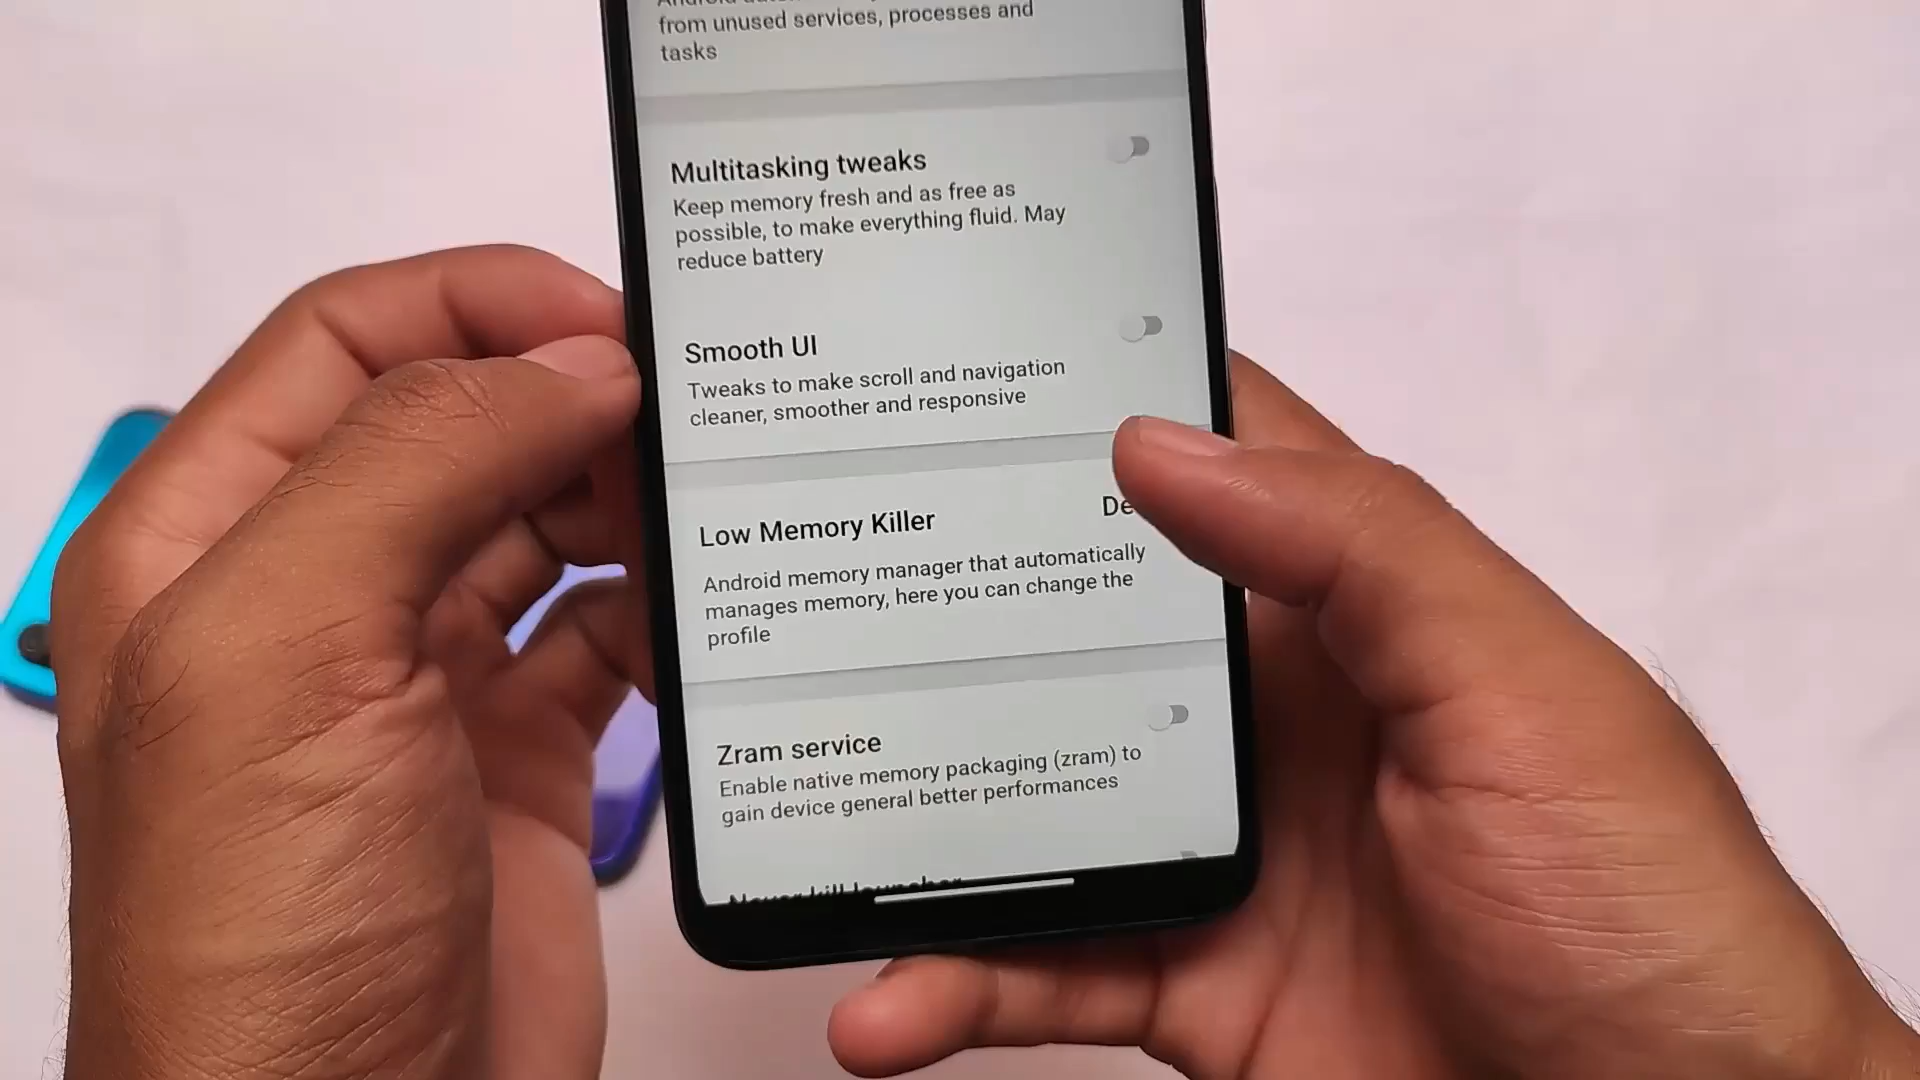 from unused services, processes and
tasks
Multitasking tweaks
Keep memory fresh and as free as
possible, to make everything fluid. May
reduce battery
Smooth UI
Tweaks to make scroll and navigation
cleaner, smoother and responsive
Low Memory Killer
Android memory manager that automatically
manages memory, here you can change the
profile
Zram service
Enable native memory packaging (zram) to
gain device general better performances